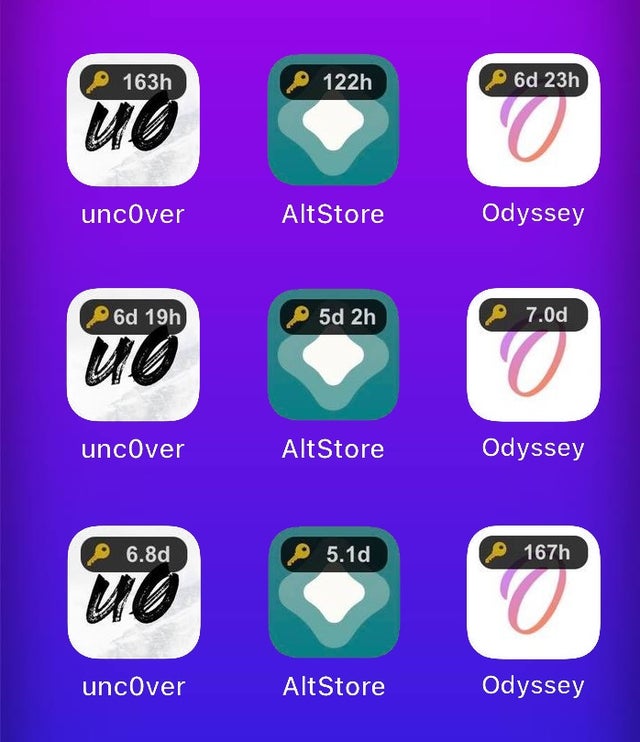 163h 122h 6d 23h
u0
unc0ver AltStore Odyssey
6d 19h 5d 2h 7.0d
u0
unc0ver AltStore Odyssey
6.8d 5.1d 167h
u0
unc0ver AltStore Odyssey